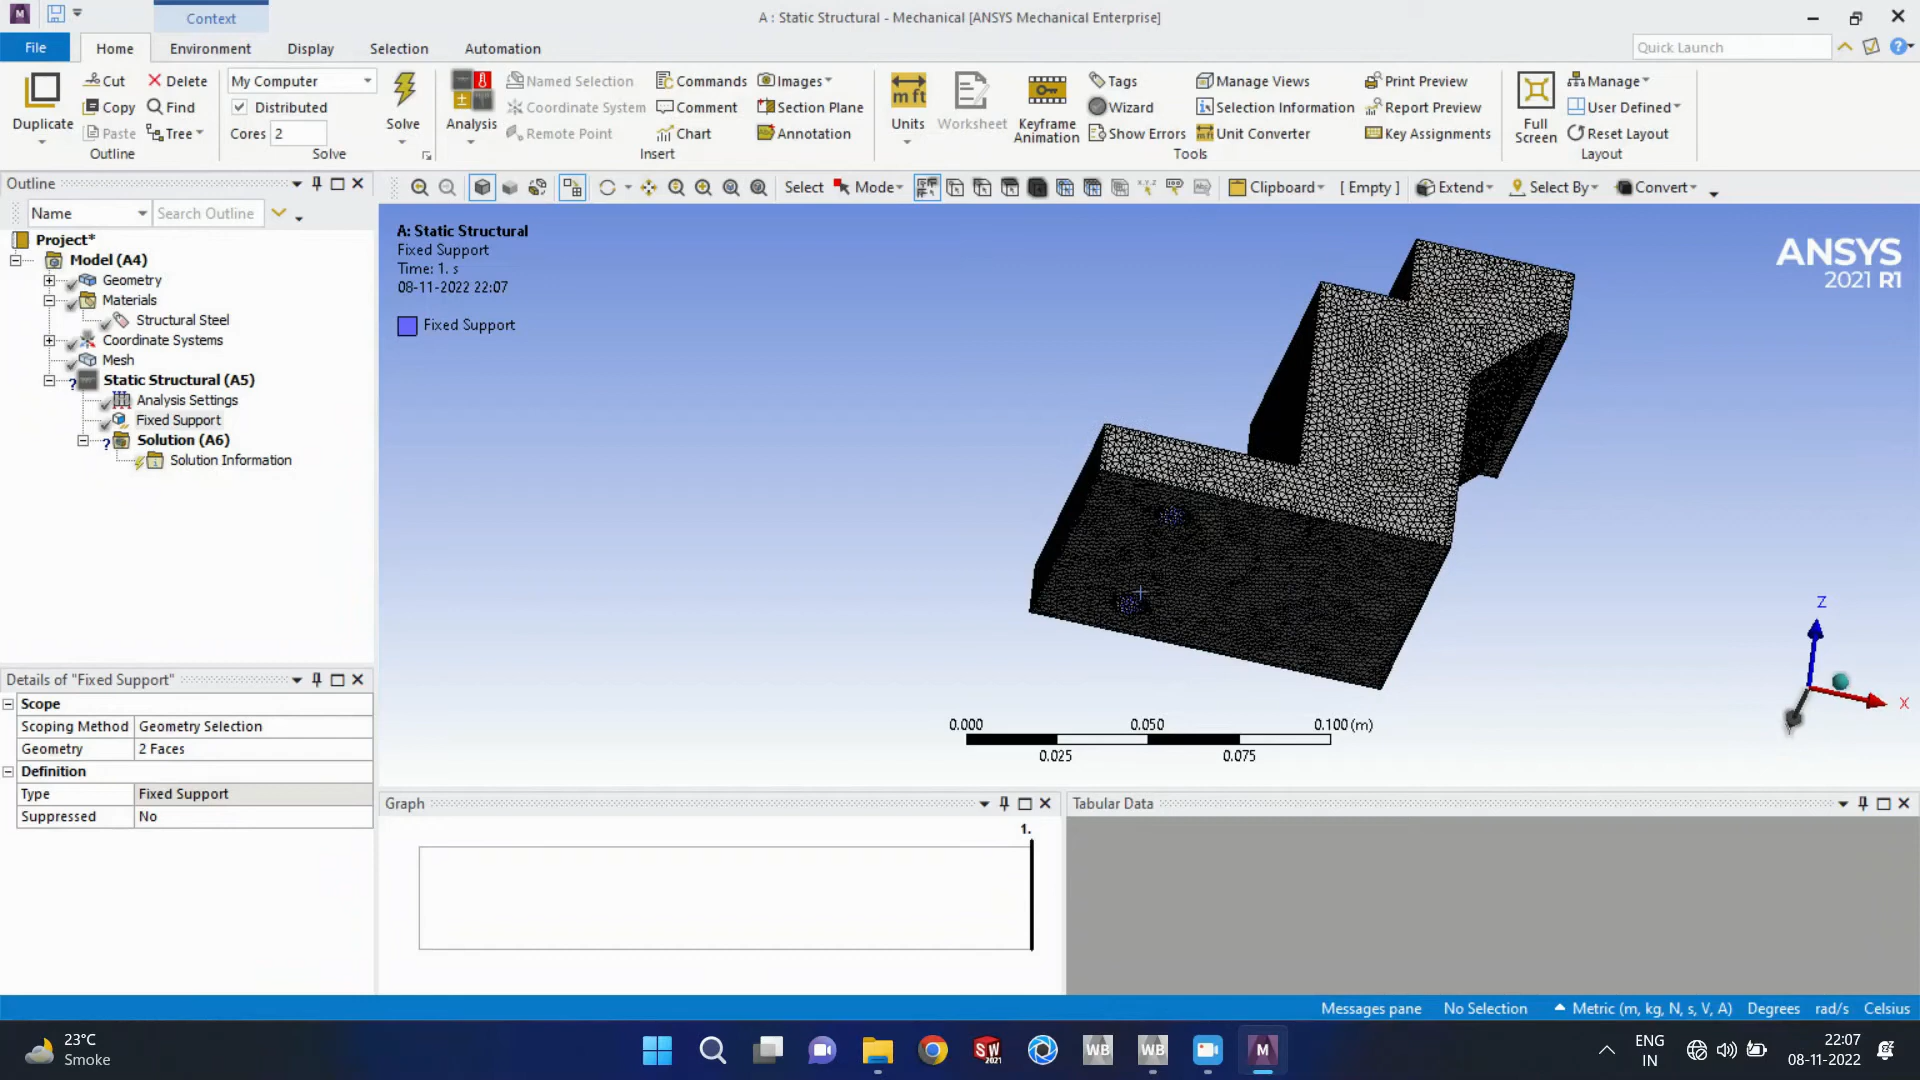 Context
A : Static Structural - Mechanical [ANSYS Mechanical Enterprise]
File
Home
Environment
Display
Selection
Automation
Quick Launch
Duplicate
Cut
Copy
Paste
Delete
Find
Tree
Outline
My Computer
Distributed
Cores 2
Solve
Solve
Analysis
Named Selection
Coordinate System
Remote Point
Commands
Comment
Chart
Images
Section Plane
Annotation
Insert
Units
Worksheet
Keyframe
Animation
Tags
Wizard
Show Errors
Manage Views
Selection Information
Unit Converter
Print Preview
Report Preview
Key Assignments
Tools
Full
Screen
Manage
User Defined
Reset Layout
Layout
Outline
Select
Mode
Clipboard
[ Empty ]
Extend
Select By
Convert
Name
Search Outline
Project*
Model (A4)
Geometry
Materials
Structural Steel
Coordinate Systems
Mesh
Static Structural (A5)
Analysis Settings
Fixed Support
Solution (A6)
Solution Information
A: Static Structural
Fixed Support
Time: 1. s
08-11-2022 22:07
Fixed Support
ANSYS
2021 R1
Z
X
0.000
0.050
0.100 (m)
0.025
0.075
Details of "Fixed Support"
Scope
Scoping Method
Geometry Selection
Geometry
2 Faces
Definition
Type
Fixed Support
Suppressed
No
Graph
1.
Tabular Data
Messages pane
No Selection
Metric (m, kg, N, s, V, A)
Degrees
rad/s
Celsius
23°C
Smoke
SW
2021
WB
WB
M
ENG
IN
22:07
08-11-2022